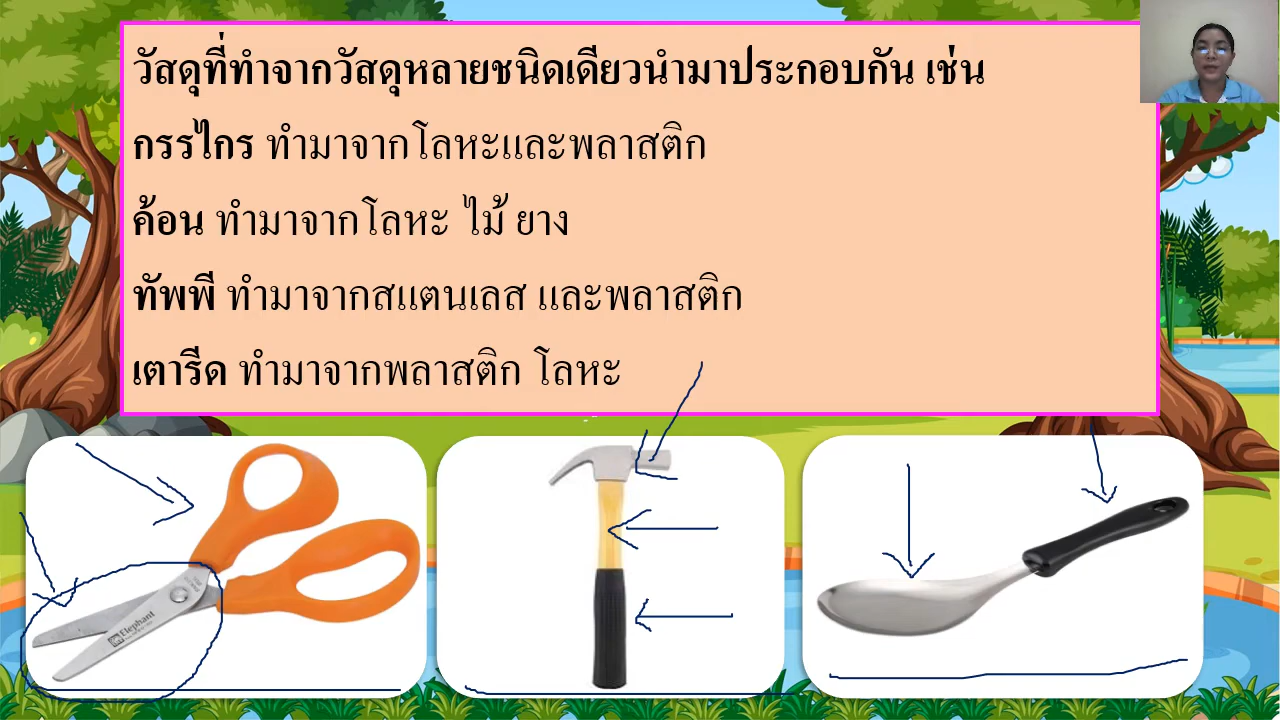 วัสดุที่ทำจากวัสดุหลายชนิดเดียวนำมาประกอบกัน เช่น
กรรไกร ทำมาจากโลหะและพลาสติก
ค้อน ทำมาจากโลหะ ไม้ ยาง
ทัพพี ทำมาจากสแตนเลส และพลาสติก
เตารีด ทำมาจากพลาสติก โลหะ
Elephant